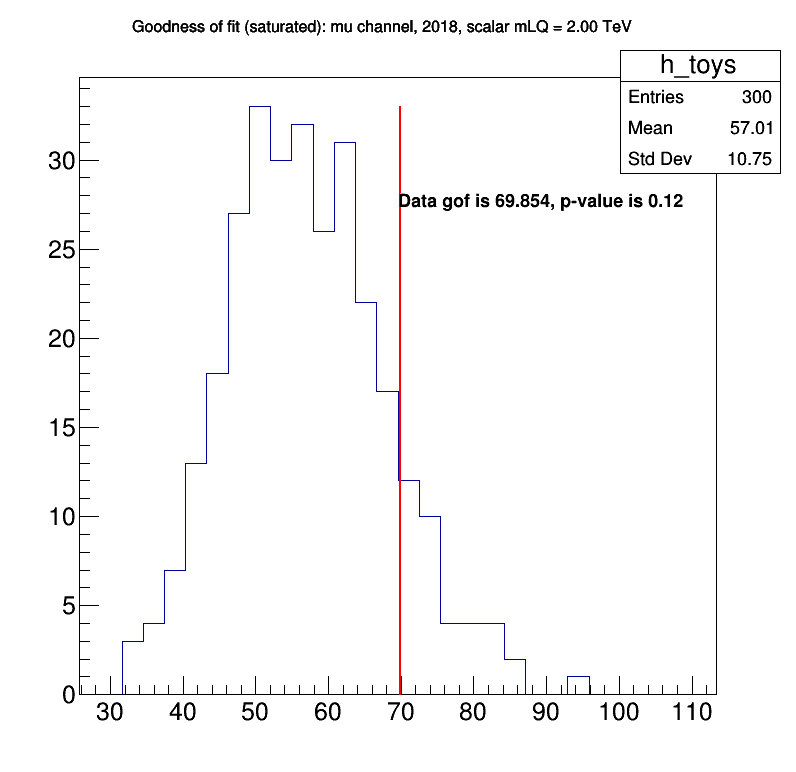 Goodness of fit (saturated): mu channel, 2018, scalar mLQ = 2.00 TeV
h_toys
Entries 300
Mean 57.01
Std Dev 10.75
Data gof is 69.854, p-value is 0.12
30
25
20
15
10
5
0
30 40 50 60 70 80 90 100 110